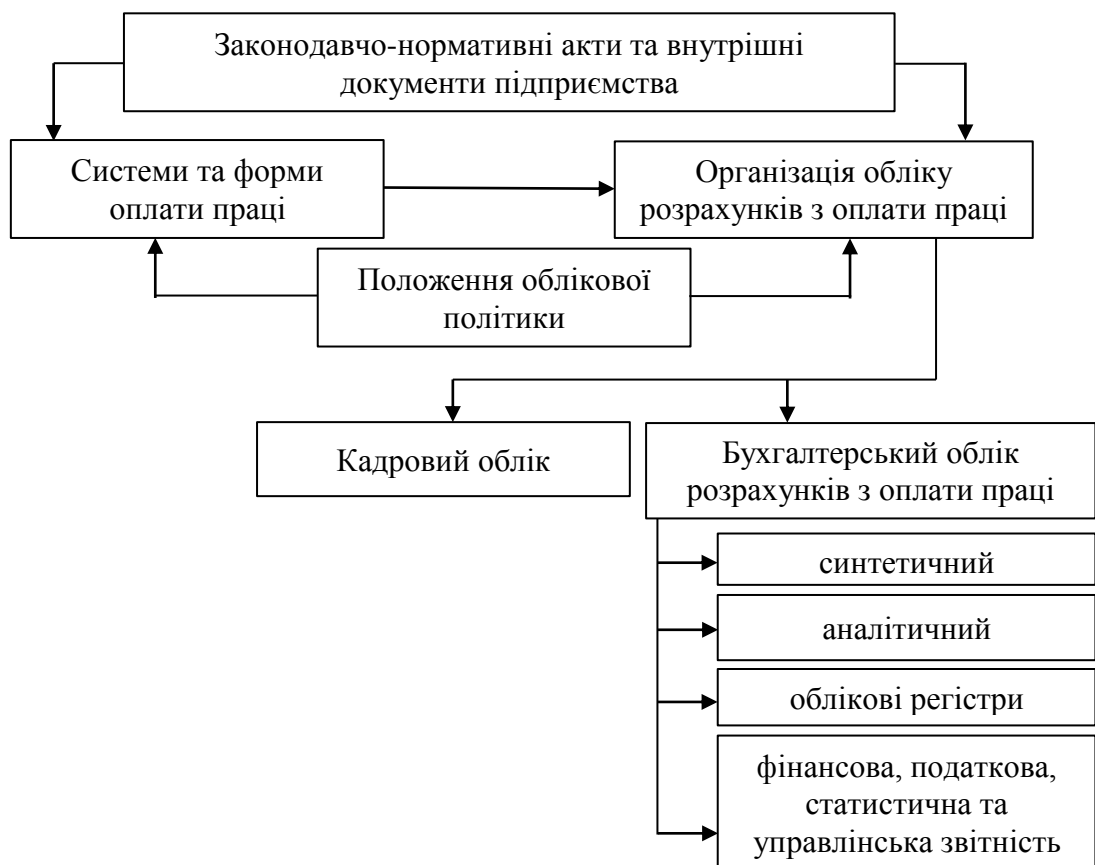 Законодавчо-нормативні акти та внутрішні
документи підприємства
Системи та форми
оплати праці
Організація обліку
розрахунків з оплати праці
Положення облікової
політики
Кадровий облік
Бухгалтерський облік
розрахунків з оплати праці
синтетичний
аналітичний
облікові регістри
фінансова, податкова,
статистична та
управлінська звітність